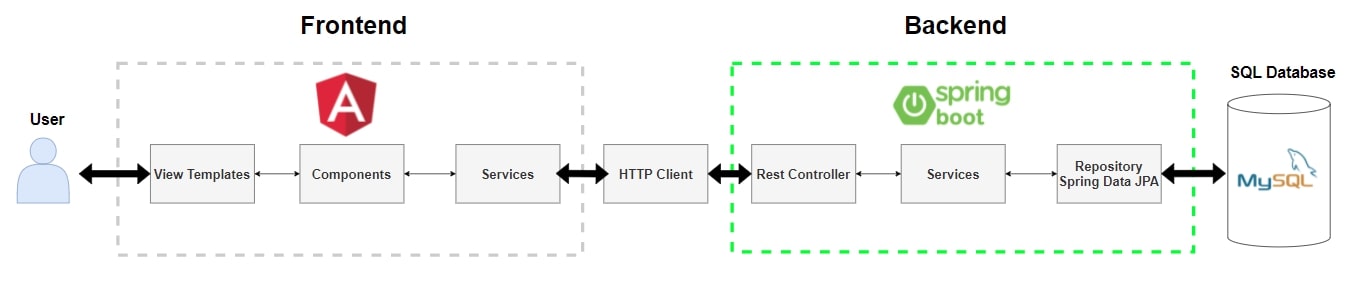 Frontend
Backend
SQL Database
User
A
spring
boot
View Templates
Components
Services
HTTP Client
Rest Controller
Services
Repository
Spring Data JPA
MySQL